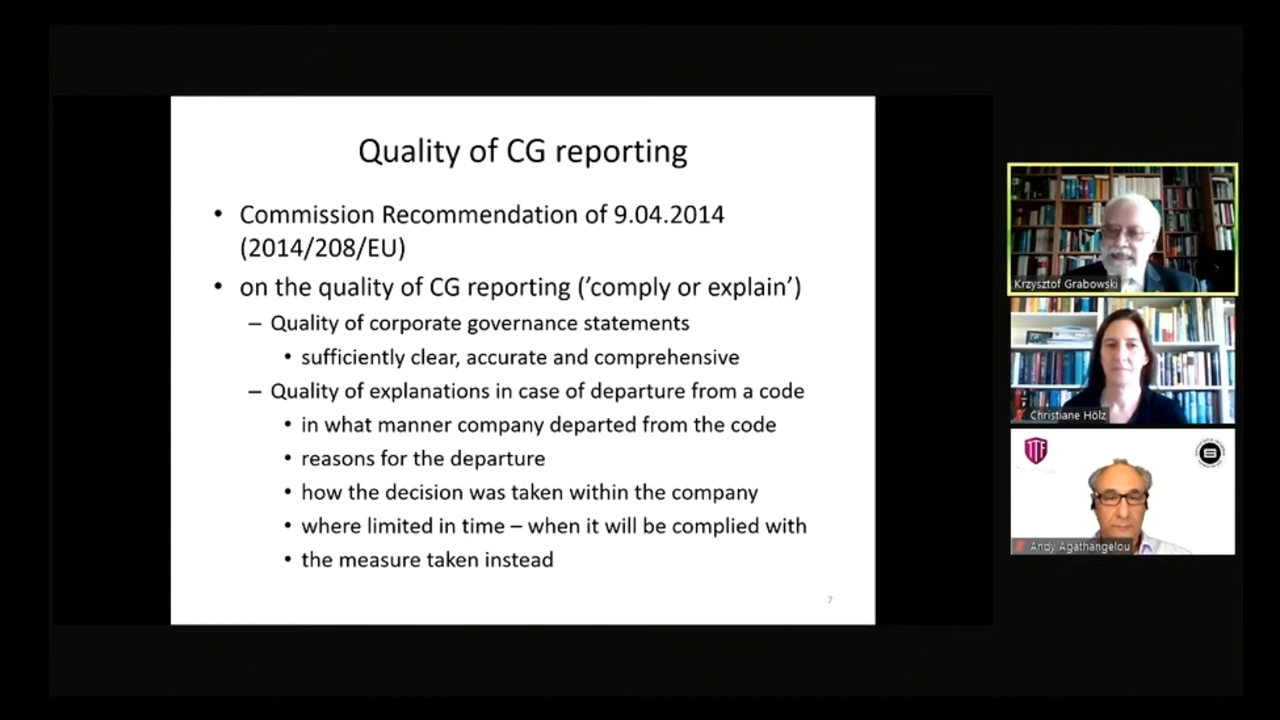 Quality of CG reporting
• Commission Recommendation of 9.04.2014
(2014/208/EU)
• on the quality of CG reporting (’comply or explain’)
– Quality of corporate governance statements
• sufficiently clear, accurate and comprehensive
– Quality of explanations in case of departure from a code
• in what manner company departed from the code
• reasons for the departure
• how the decision was taken within the company
• where limited in time – when it will be complied with
• the measure taken instead
7
Krzysztof Grabowski
Christiane Hölz
TTF
Andy Agathangelou